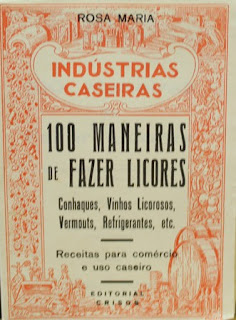 ROSA MARIA
INDÚSTRIAS
CASEIRAS
100 MANEIRAS
DE FAZER LICORES
Conhaques, Vinhos Licorosos,
Vermouts, Refrigerantes, etc.
Receitas para comércio
e uso caseiro
EDITORIAL
CRISOS